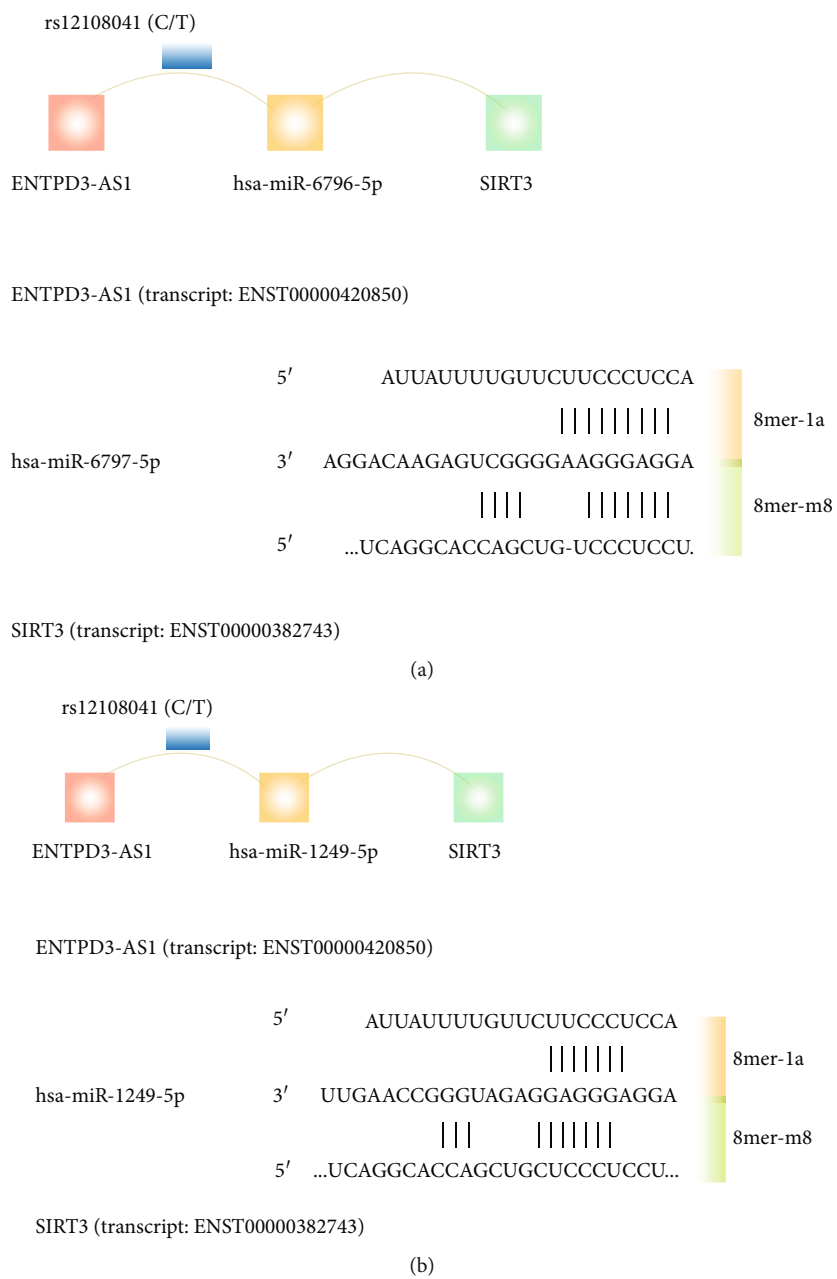 rs12108041 (C/T)
ENTPD3-AS1 hsa-miR-6796-5p SIRT3
ENTPD3-AS1 (transcript: ENST00000420850)
5′ AUUAUUUUGUUCUUCCCUCCA
8mer-1a
hsa-miR-6797-5p 3′ AGGACAAGAGUCGGGGAAGGGAGGA
8mer-m8
5′ ...UCAGGCACCAGCUG-UCCCUCCU.
SIRT3 (transcript: ENST00000382743)
(a)
rs12108041 (C/T)
ENTPD3-AS1 hsa-miR-1249-5p SIRT3
ENTPD3-AS1 (transcript: ENST00000420850)
5′ AUUAUUUUGUUCUUCCCUCCA
8mer-1a
hsa-miR-1249-5p 3′ UUGAACCGGGUAGAGGAGGGAGGA
8mer-m8
5′ ...UCAGGCACCAGCUGCUCCCUCCU...
SIRT3 (transcript: ENST00000382743)
(b)